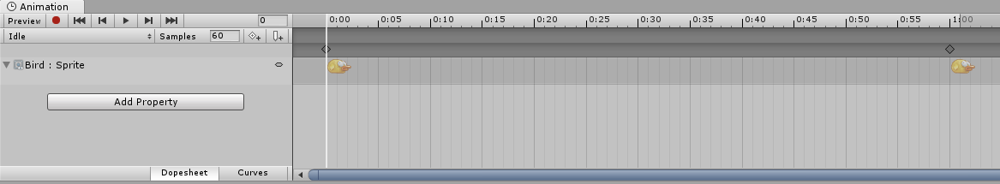 Animation
Preview 0 0:00 0:05 0:10 0:15 0:20 0:25 0:30 0:35 0:40 0:45 0:50 0:55 1:00
Idle Samples 60
Bird : Sprite
Add Property
Dopesheet Curves